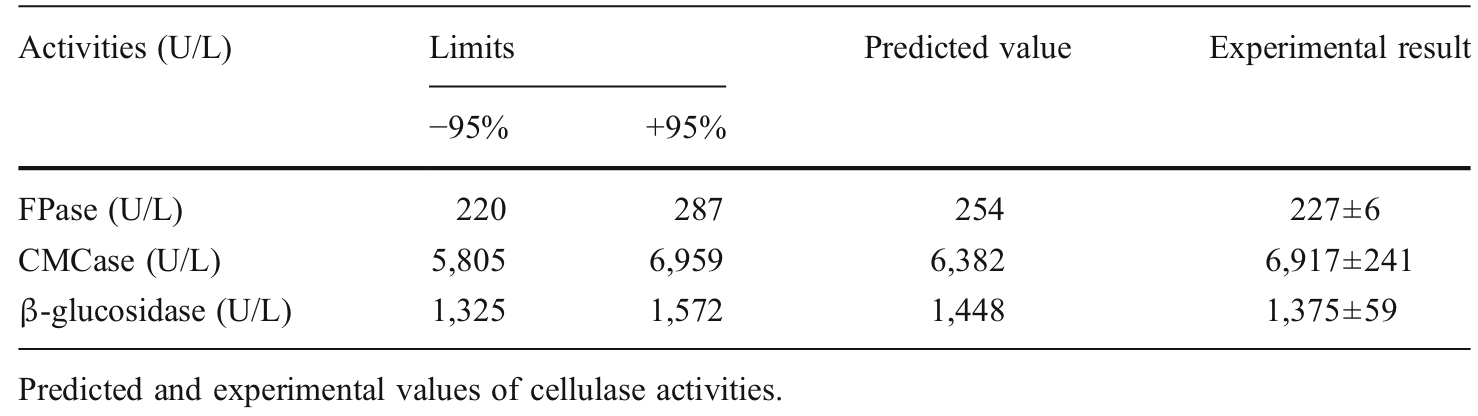 Activities (U/L) Limits Predicted value Experimental result
−95% +95%
FPase (U/L) 220 287 254 227±6
CMCase (U/L) 5,805 6,959 6,382 6,917±241
β-glucosidase (U/L) 1,325 1,572 1,448 1,375±59
Predicted and experimental values of cellulase activities.